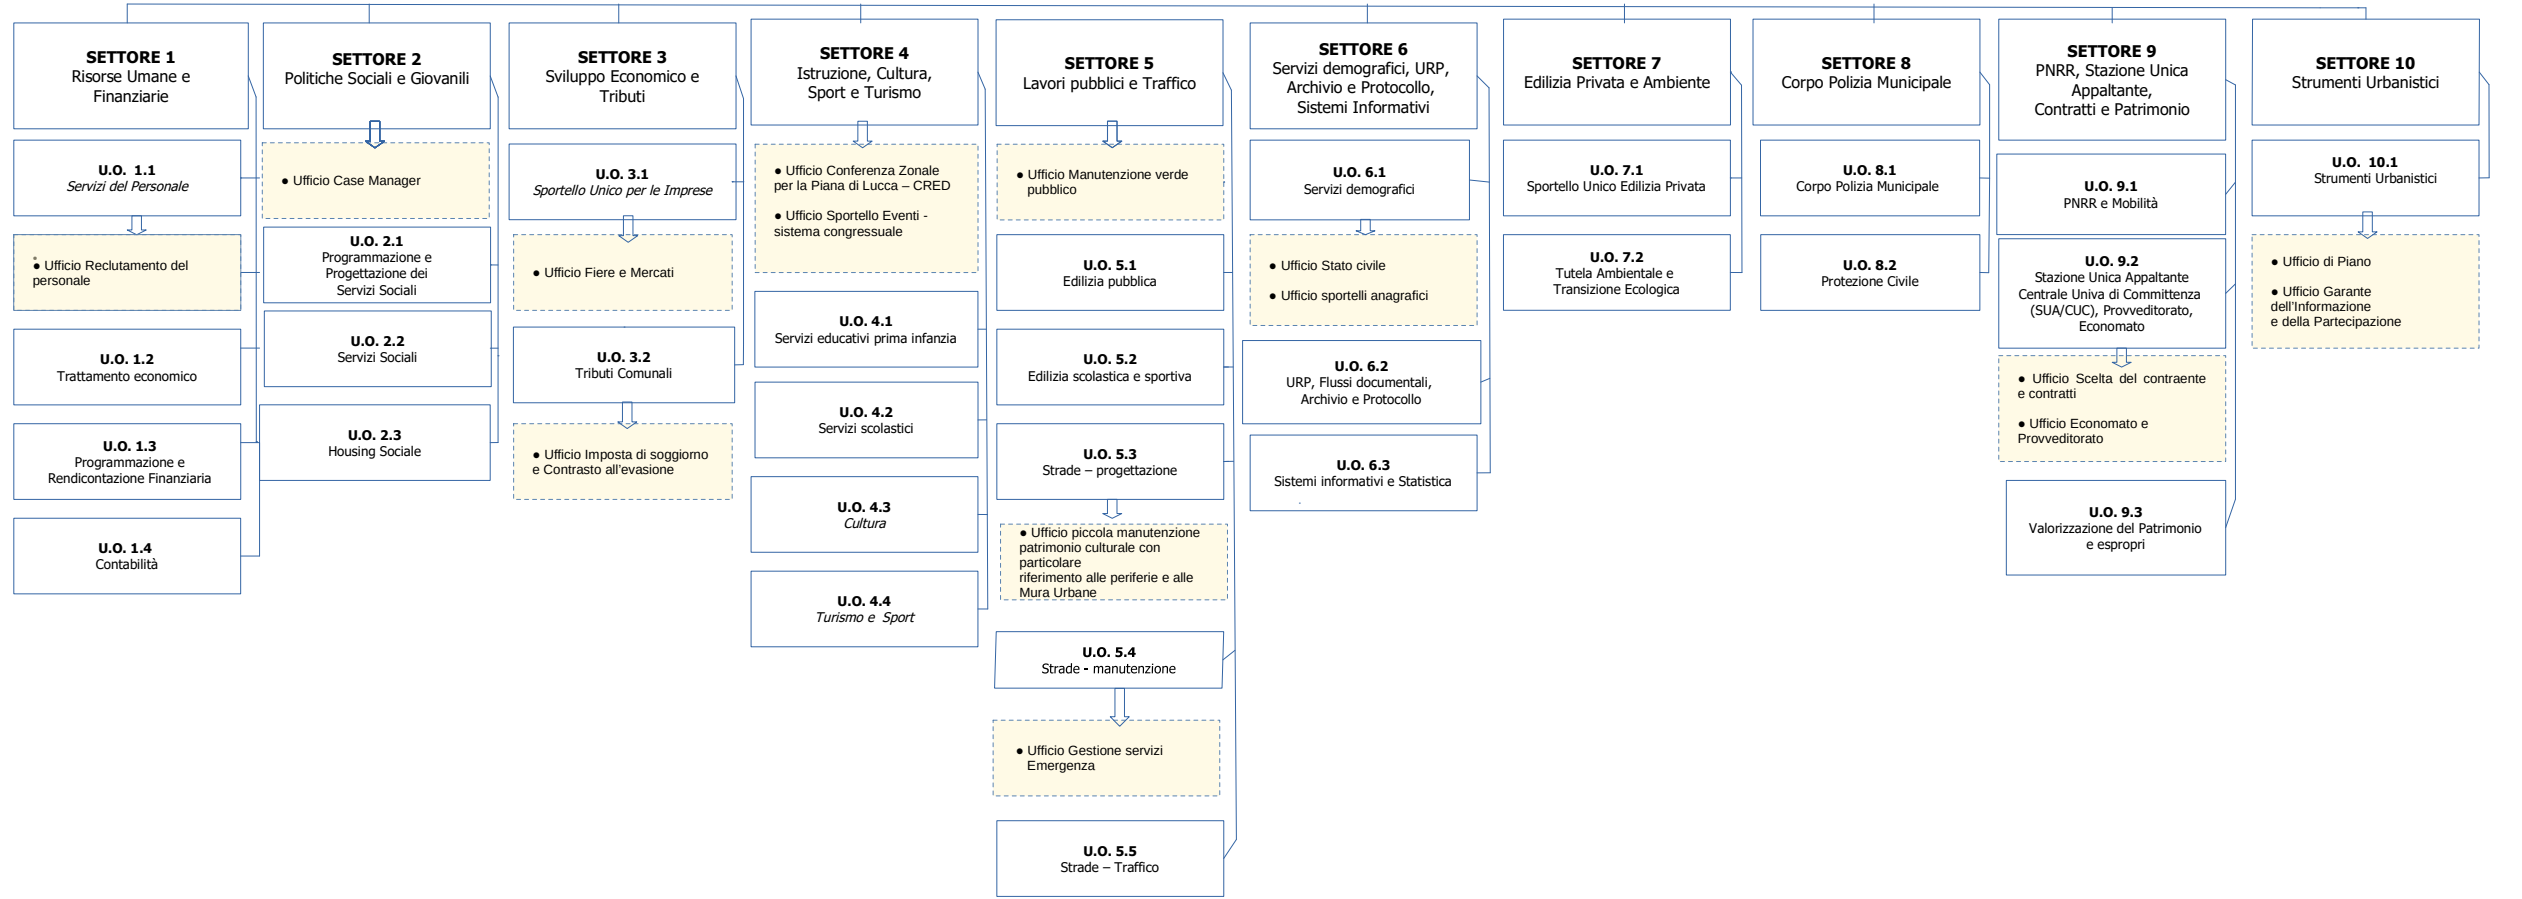 SETTORE 1
Risorse Umane e
Finanziarie
U.O. 1.1
Servizi del Personale
● Ufficio Reclutamento del
personale
U.O. 1.2
Trattamento economico
U.O. 1.3
Programmazione e
Rendicontazione Finanziaria
U.O. 1.4
Contabilità
SETTORE 2
Politiche Sociali e Giovanili
● Ufficio Case Manager
U.O. 2.1
Programmazione e
Progettazione dei
Servizi Sociali
U.O. 2.2
Servizi Sociali
U.O. 2.3
Housing Sociale
SETTORE 3
Sviluppo Economico e
Tributi
U.O. 3.1
Sportello Unico per le Imprese
● Ufficio Fiere e Mercati
U.O. 3.2
Tributi Comunali
● Ufficio Imposta di soggiorno
e Contrasto all'evasione
SETTORE 4
Istruzione, Cultura,
Sport e Turismo
● Ufficio Conferenza Zonale
per la Piana di Lucca – CRED
● Ufficio Sportello Eventi -
sistema congressuale
U.O. 4.1
Servizi educativi prima infanzia
U.O. 4.2
Servizi scolastici
U.O. 4.3
Cultura
U.O. 4.4
Turismo e Sport
SETTORE 5
Lavori pubblici e Traffico
● Ufficio Manutenzione verde
pubblico
U.O. 5.1
Edilizia pubblica
U.O. 5.2
Edilizia scolastica e sportiva
U.O. 5.3
Strade – progettazione
● Ufficio piccola manutenzione
patrimonio culturale con
particolare
riferimento alle periferie e alle
Mura Urbane
U.O. 5.4
Strade - manutenzione
● Ufficio Gestione servizi
Emergenza
U.O. 5.5
Strade – Traffico
SETTORE 6
Servizi demografici, URP,
Archivio e Protocollo,
Sistemi Informativi
U.O. 6.1
Servizi demografici
● Ufficio Stato civile
● Ufficio sportelli anagrafici
U.O. 6.2
URP, Flussi documentali,
Archivio e Protocollo
U.O. 6.3
Sistemi informativi e Statistica
SETTORE 7
Edilizia Privata e Ambiente
U.O. 7.1
Sportello Unico Edilizia Privata
U.O. 7.2
Tutela Ambientale e
Transizione Ecologica
SETTORE 8
Corpo Polizia Municipale
U.O. 8.1
Corpo Polizia Municipale
U.O. 8.2
Protezione Civile
SETTORE 9
PNRR, Stazione Unica
Appaltante,
Contratti e Patrimonio
U.O. 9.1
PNRR e Mobilità
U.O. 9.2
Stazione Unica Appaltante
Centrale Univa di Committenza
(SUA/CUC), Provveditorato,
Economato
● Ufficio Scelta del contraente
e contratti
● Ufficio Economato e
Provveditorato
U.O. 9.3
Valorizzazione del Patrimonio
e espropri
SETTORE 10
Strumenti Urbanistici
U.O. 10.1
Strumenti Urbanistici
● Ufficio di Piano
● Ufficio Garante
dell'Informazione
e della Partecipazione